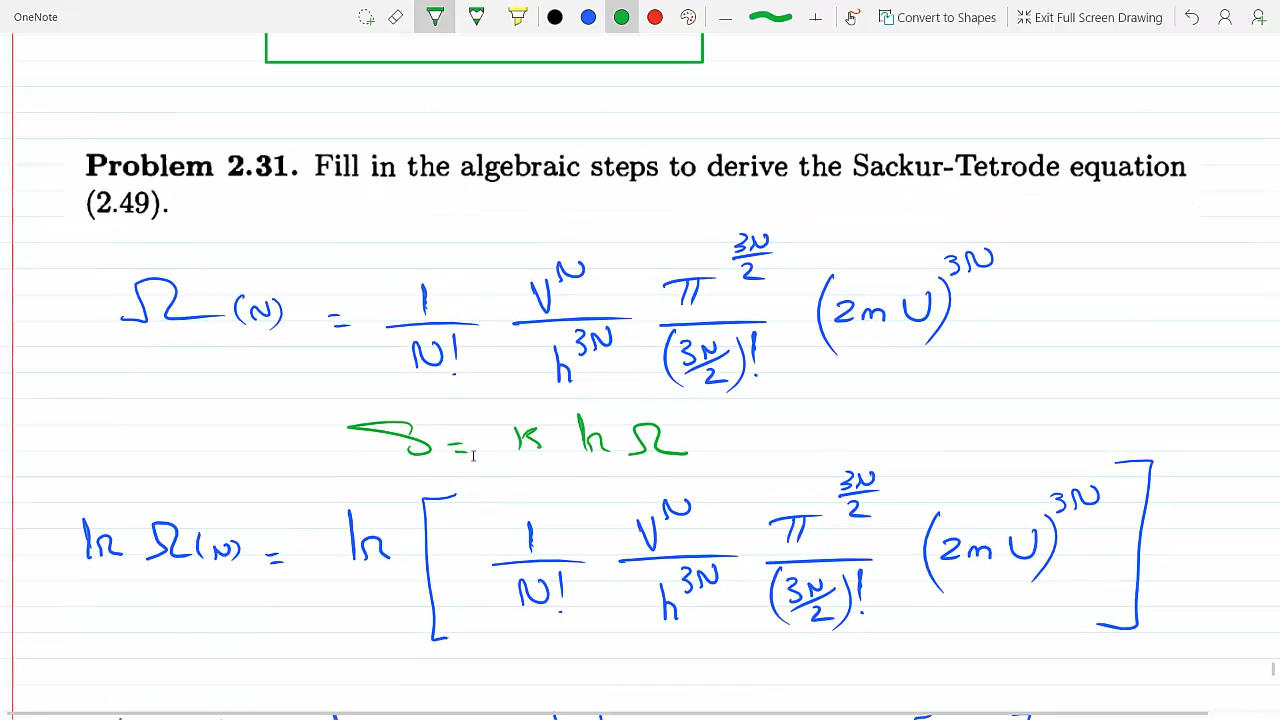 OneNote
Convert to Shapes Exit Full Screen Drawing
Problem 2.31. Fill in the algebraic steps to derive the Sackur-Tetrode equation
(2.49).
Ω(N) = 1/N! V^N/h^3N π^(3N/2)/(3N/2)! (2mU)^3N
S = k ln Ω
ln Ω(N) = ln [ 1/N! V^N/h^3N π^(3N/2)/(3N/2)! (2mU)^3N ]